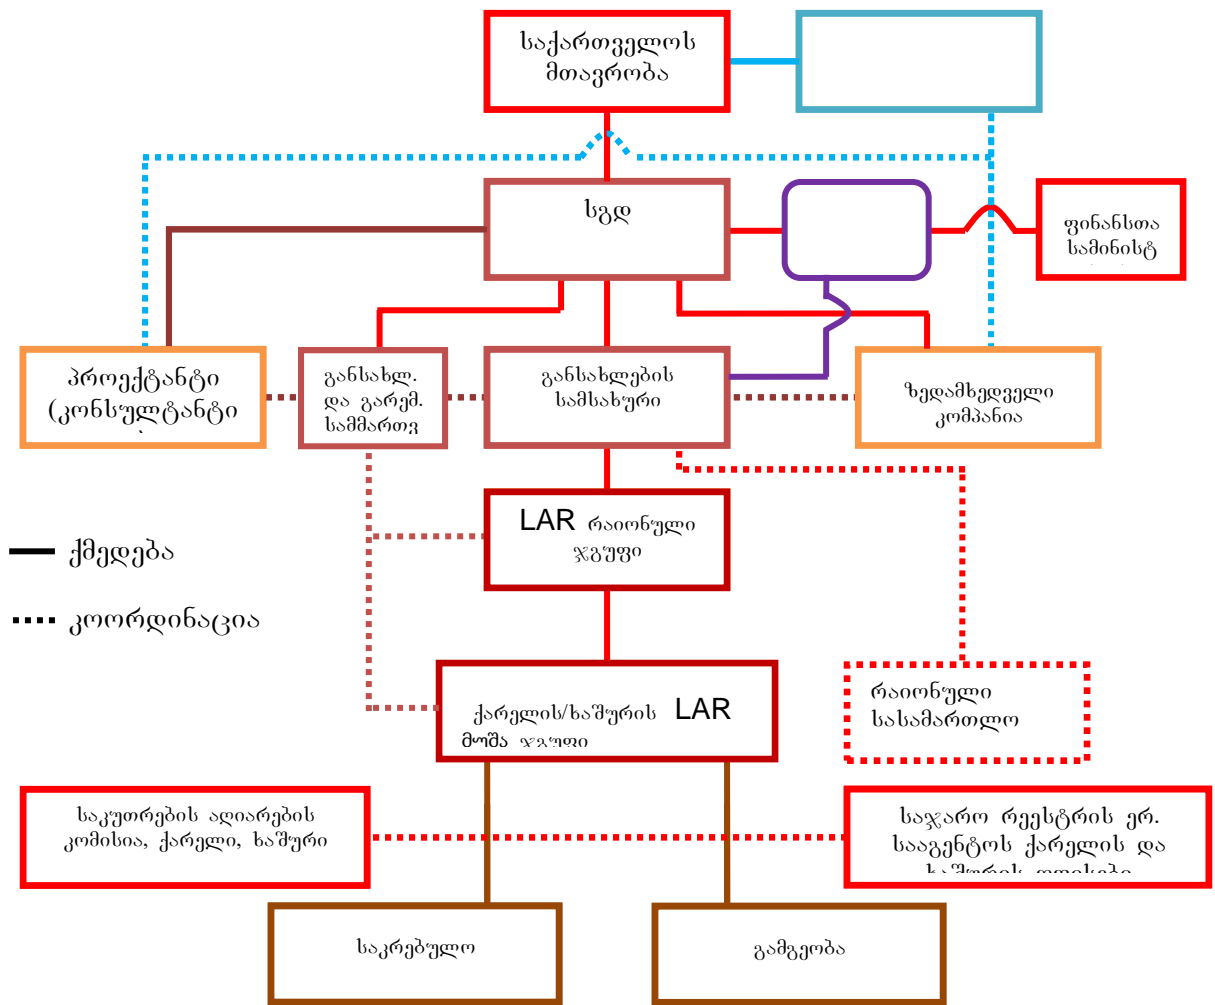 საქართველოს
მთავრობა
სგდ
ფინანსთა
სამინისტ
პროექტანტი
(კონსულტანტი
განსახლ.
და გარემ.
სამმართვ
განსახლების
სამსახური
ზედამხედველი
კომპანია
LAR რაიონული
ჯგუფი
ქმედება
კოორდინაცია
ქარელის/ხაშურის LAR
მოშა ჯგუფი
რაიონული
სასამართლო
საკუთრების აღიარების
კომისია, ქარელი, ხაშური
საჯარო რეესტრის ერ.
სააგენტოს ქარელის და
ხაშურის ოფისები
საკრებულო
გამგეობა